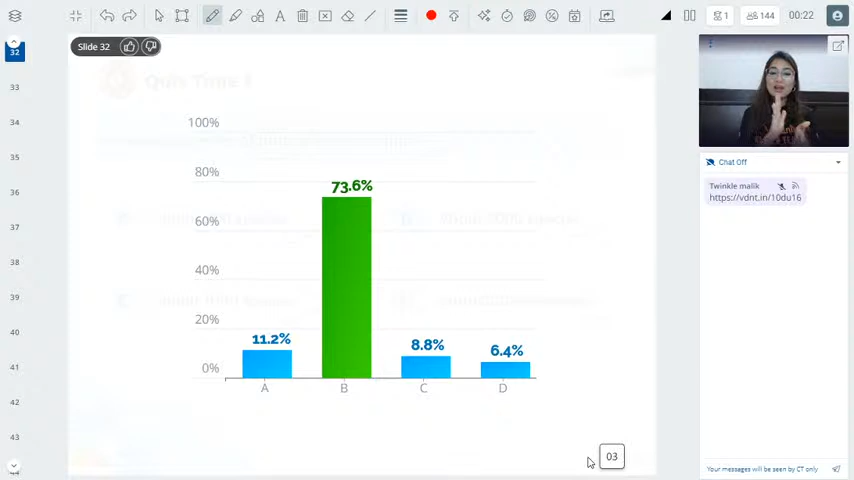 1
144
00:22
32
33
34
35
36
37
38
39
40
41
42
43
Slide 32
Quiz Time !
100%
80%
60%
40%
20%
0%
11.2%
73.6%
8.8%
6.4%
A
B
C
D
03
Chat Off
Twinkle malik
https://vdnt.in/10du16
Your messages will be seen by CT only